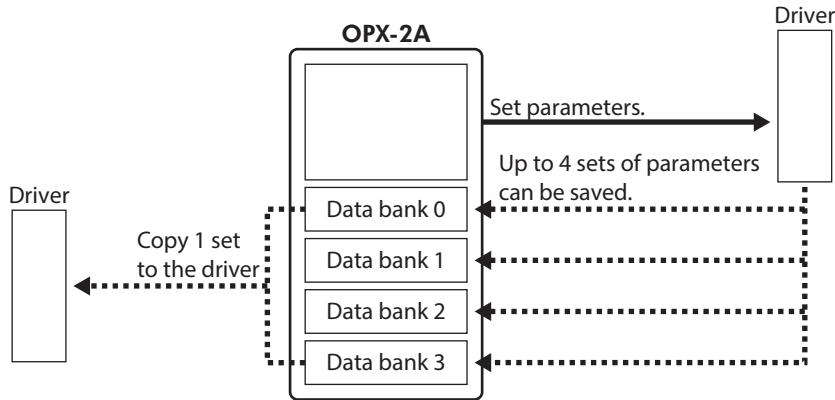 Driver
OPX-2A
Set parameters.
Up to 4 sets of parameters
can be saved.
Driver
Copy 1 set
to the driver
Data bank 0
Data bank 1
Data bank 2
Data bank 3